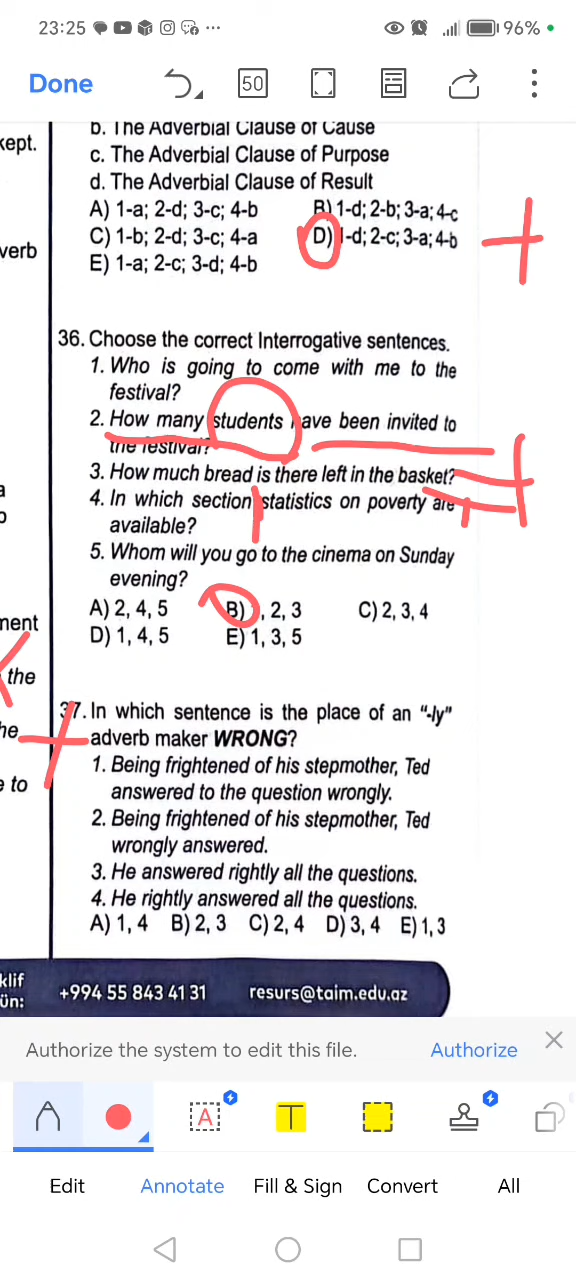 23:25
96%
Done
50
kept.
verb
ment
the
he
e to
klif
ün:
b. The Adverbial Clause of Cause
c. The Adverbial Clause of Purpose
d. The Adverbial Clause of Result
A) 1-a; 2-d; 3-c; 4-b B) 1-d; 2-b; 3-a; 4-c
C) 1-b; 2-d; 3-c; 4-a D) 1-d; 2-c; 3-a; 4-b
E) 1-a; 2-c; 3-d; 4-b
36. Choose the correct Interrogative sentences.
1. Who is going to come with me to the
festival?
2. How many students have been invited to
the festival?
3. How much bread is there left in the basket?
4. In which section statistics on poverty are
available?
5. Whom will you go to the cinema on Sunday
evening?
A) 2, 4, 5 B) 1, 2, 3 C) 2, 3, 4
D) 1, 4, 5 E) 1, 3, 5
37. In which sentence is the place of an “-ly”
adverb maker WRONG?
1. Being frightened of his stepmother, Ted
answered to the question wrongly.
2. Being frightened of his stepmother, Ted
wrongly answered.
3. He answered rightly all the questions.
4. He rightly answered all the questions.
A) 1, 4 B) 2, 3 C) 2, 4 D) 3, 4 E) 1, 3
+994 55 843 41 31 resurs@taim.edu.az
Authorize the system to edit this file. Authorize
A T
Edit Annotate Fill & Sign Convert All